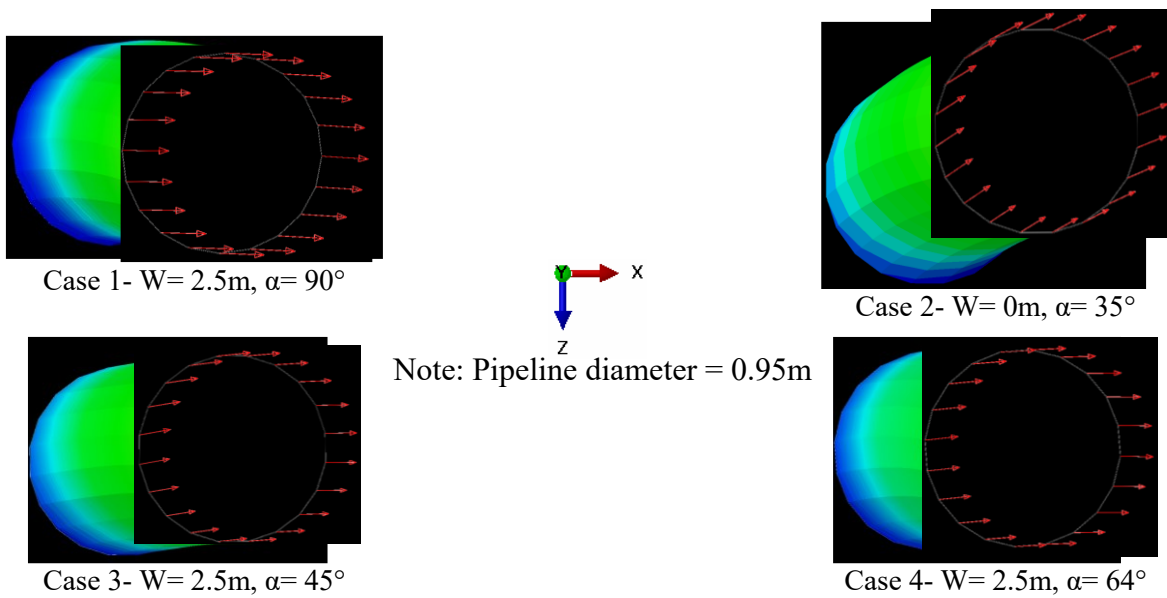 Case 1- W= 2.5m, α= 90°
Case 2- W= 0m, α= 35°
Y
X
Z
Note: Pipeline diameter = 0.95m
Case 3- W= 2.5m, α= 45°
Case 4- W= 2.5m, α= 64°